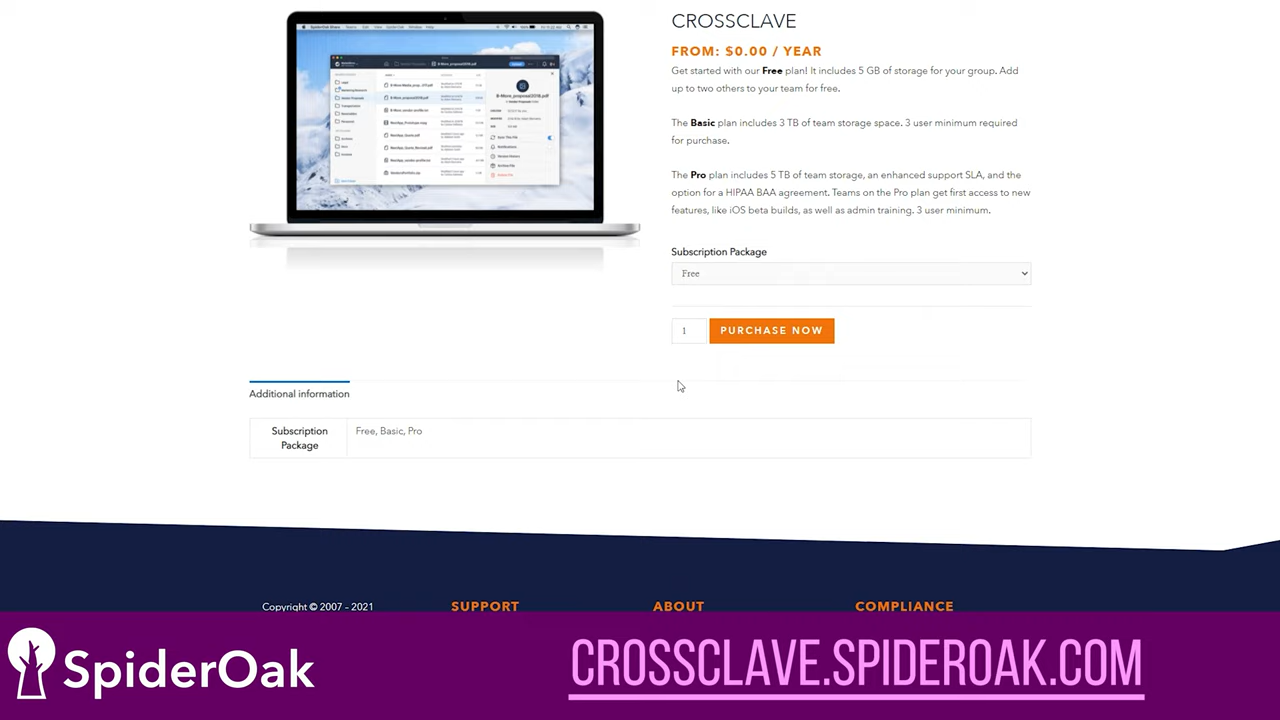 CROSSCLAVE
FROM: $0.00 / YEAR
Get started with our Free plan! It includes 5 GB of storage for your group. Add
up to two others to your team for free.
The Basic plan includes 3 TB of team storage space. 3 user minimum required
for purchase.
The Pro plan includes 5 TB of team storage, an enhanced support SLA, and the
option for a HIPAA BAA agreement. Teams on the Pro plan get first access to new
features, like iOS beta builds, as well as admin training. 3 user minimum.
Subscription Package
Free
1
PURCHASE NOW
Additional information
Subscription
Package
Free, Basic, Pro
Copyright © 2007 - 2021
SUPPORT
ABOUT
COMPLIANCE
SpiderOak
CROSSCLAVE.SPIDEROAK.COM